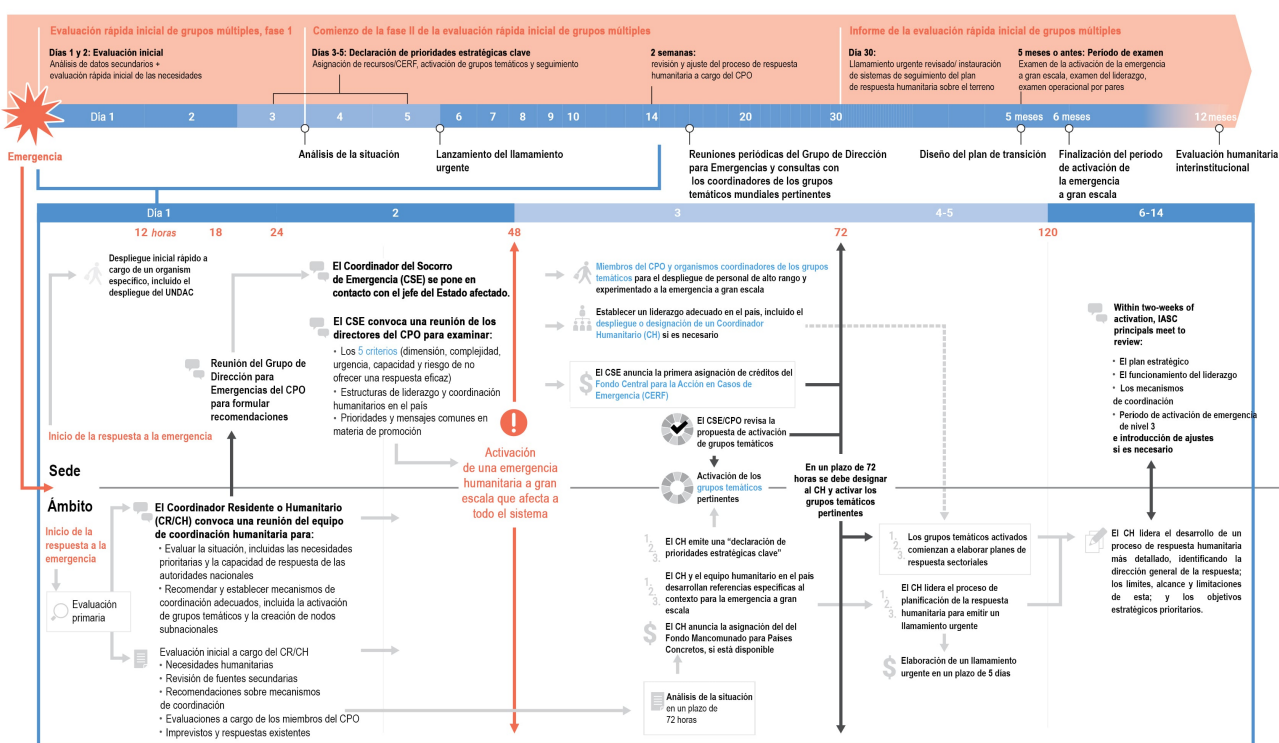 Evaluación rápida inicial de grupos múltiples, fase 1
Días 1 y 2: Evaluación inicial
Análisis de datos secundarios +
evaluación rápida inicial de las necesidades
Comienzo de la fase II de la evaluación rápida inicial de grupos múltiples
Días 3-5: Declaración de prioridades estratégicas clave
Asignación de recursos/CERF, activación de grupos temáticos y seguimiento
2 semanas:
revisión y ajuste del proceso de respuesta
humanitaria a cargo del CPO
Informe de la evaluación rápida inicial de grupos múltiples
Día 30:
Llamamiento urgente revisado/ instauración
de sistemas de seguimiento del plan
de respuesta humanitaria sobre el terreno
5 meses o antes: Período de examen
Examen de la activación de la emergencia
a gran escala, examen del liderazgo,
examen operacional por pares
Día 1
2
3
4
5
6
7
8
9
10
14
20
30
5 meses
6 meses
12 meses
Emergencia
Análisis de la situación
Lanzamiento del llamamiento
urgente
Reuniones periódicas del Grupo de Dirección
para Emergencias y consultas con
los coordinadores de los grupos
temáticos mundiales pertinentes
Diseño del plan de transición
Finalización del período
de activación de
la emergencia
a gran escala
Evaluación humanitaria
interinstitucional
Día 1
2
3
4-5
6-14
12 horas
18
24
48
72
120
Despliegue inicial rápido a
cargo de un organism
específico, incluido el
despliegue del UNDAC
Inicio de la respuesta a la emergencia
Reunión del Grupo de
Dirección para
Emergencias del CPO
para formular
recomendaciones
El Coordinador del Socorro
de Emergencia (CSE) se pone en
contacto con el jefe del Estado afectado.
El CSE convoca una reunión de los
directores del CPO para examinar:
• Los 5 criterios (dimensión, complejidad,
urgencia, capacidad y riesgo de no
ofrecer una respuesta eficaz)
• Estructuras de liderazgo y coordinación
humanitarios en el país
• Prioridades y mensajes comunes en
materia de promoción
Activación
de una emergencia
humanitaria a gran
escala que afecta a
todo el sistema
Miembros del CPO y organismos coordinadores de los grupos
temáticos para el despliegue de personal de alto rango y
experimentado a la emergencia a gran escala
Establecer un liderazgo adecuado en el país, incluido el
despliegue o designación de un Coordinador
Humanitario (CH) si es necesario
$
El CSE anuncia la primera asignación de créditos del
Fondo Central para la Acción en Casos de
Emergencia (CERF)
El CSE/CPO revisa la
propuesta de activación
de grupos temáticos
Activación de los
grupos temáticos
pertinentes
En un plazo de 72
horas se debe designar
al CH y activar los
grupos temáticos
pertinentes
Within two-weeks of
activation, IASC
principals meet to
review:
• El plan estratégico
• El funcionamiento del liderazgo
• Los mecanismos
de coordinación
• Período de activación de emergencia
de nivel 3
e introducción de ajustes
si es necesario
Sede
Ámbito
Inicio de la
respuesta a la
emergencia
Evaluación
primaria
El Coordinador Residente o Humanitario
(CR/CH) convoca una reunión del equipo
de coordinación humanitaria para:
• Evaluar la situación, incluidas las necesidades
prioritarias y la capacidad de respuesta de las
autoridades nacionales
• Recomendar y establecer mecanismos de
coordinación adecuados, incluida la activación
de grupos temáticos y la creación de nodos
subnacionales
Evaluación inicial a cargo del CR/CH
• Necesidades humanitarias
• Revisión de fuentes secundarias
• Recomendaciones sobre mecanismos
de coordinación
• Evaluaciones a cargo de los miembros del CPO
• Imprevistos y respuestas existentes
1.
2.
3.
El CH emite una “declaración de
prioridades estratégicas clave”
1.
2.
3.
El CH y el equipo humanitario en el país
desarrollan referencias específicas al
contexto para la emergencia a gran
escala
$
El CH anuncia la asignación del del
Fondo Mancomunado para Países
Concretos, si está disponible
Análisis de la situación
en un plazo de
72 horas
1.
2.
3.
Los grupos temáticos activados
comienzan a elaborar planes de
respuesta sectoriales
1.
2.
3.
El CH lidera el proceso de
planificación de la respuesta
humanitaria para emitir un
llamamiento urgente
$
Elaboración de un llamamiento
urgente en un plazo de 5 días
El CH lidera el desarrollo de un
proceso de respuesta humanitaria
más detallado, identificando la
dirección general de la respuesta;
los límites, alcance y limitaciones
de esta; y los objetivos
estratégicos prioritarios.